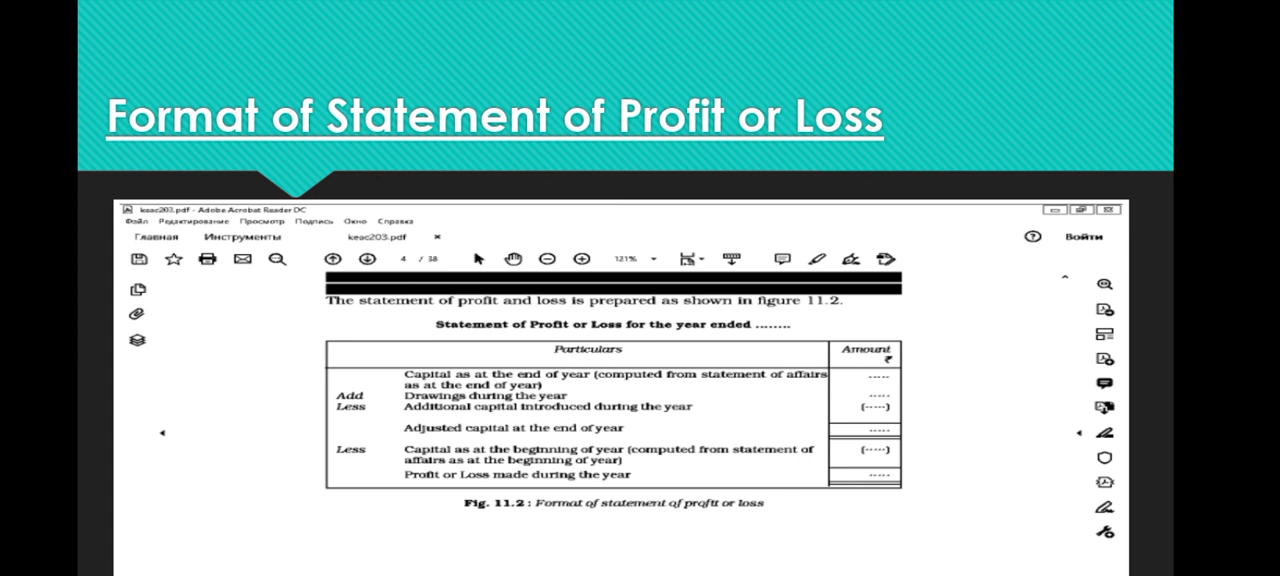 Format of Statement of Profit or Loss
keac203.pdf - Adobe Acrobat Reader DC
Файл Редактирование Просмотр Подпись Окно Справка
Главная Инструменты keac203.pdf ×
Войти
4 / 38 121%
The statement of profit and loss is prepared as shown in figure 11.2.
Statement of Profit or Loss for the year ended ........
Particulars Amount
₹
Capital as at the end of year (computed from statement of affairs .....
as at the end of year)
Add Drawings during the year .....
Less Additional capital introduced during the year (.....)
Adjusted capital at the end of year .....
Less Capital as at the beginning of year (computed from statement of (.....)
affairs as at the beginning of year)
Profit or Loss made during the year .....
Fig. 11.2 : Format of statement of profit or loss